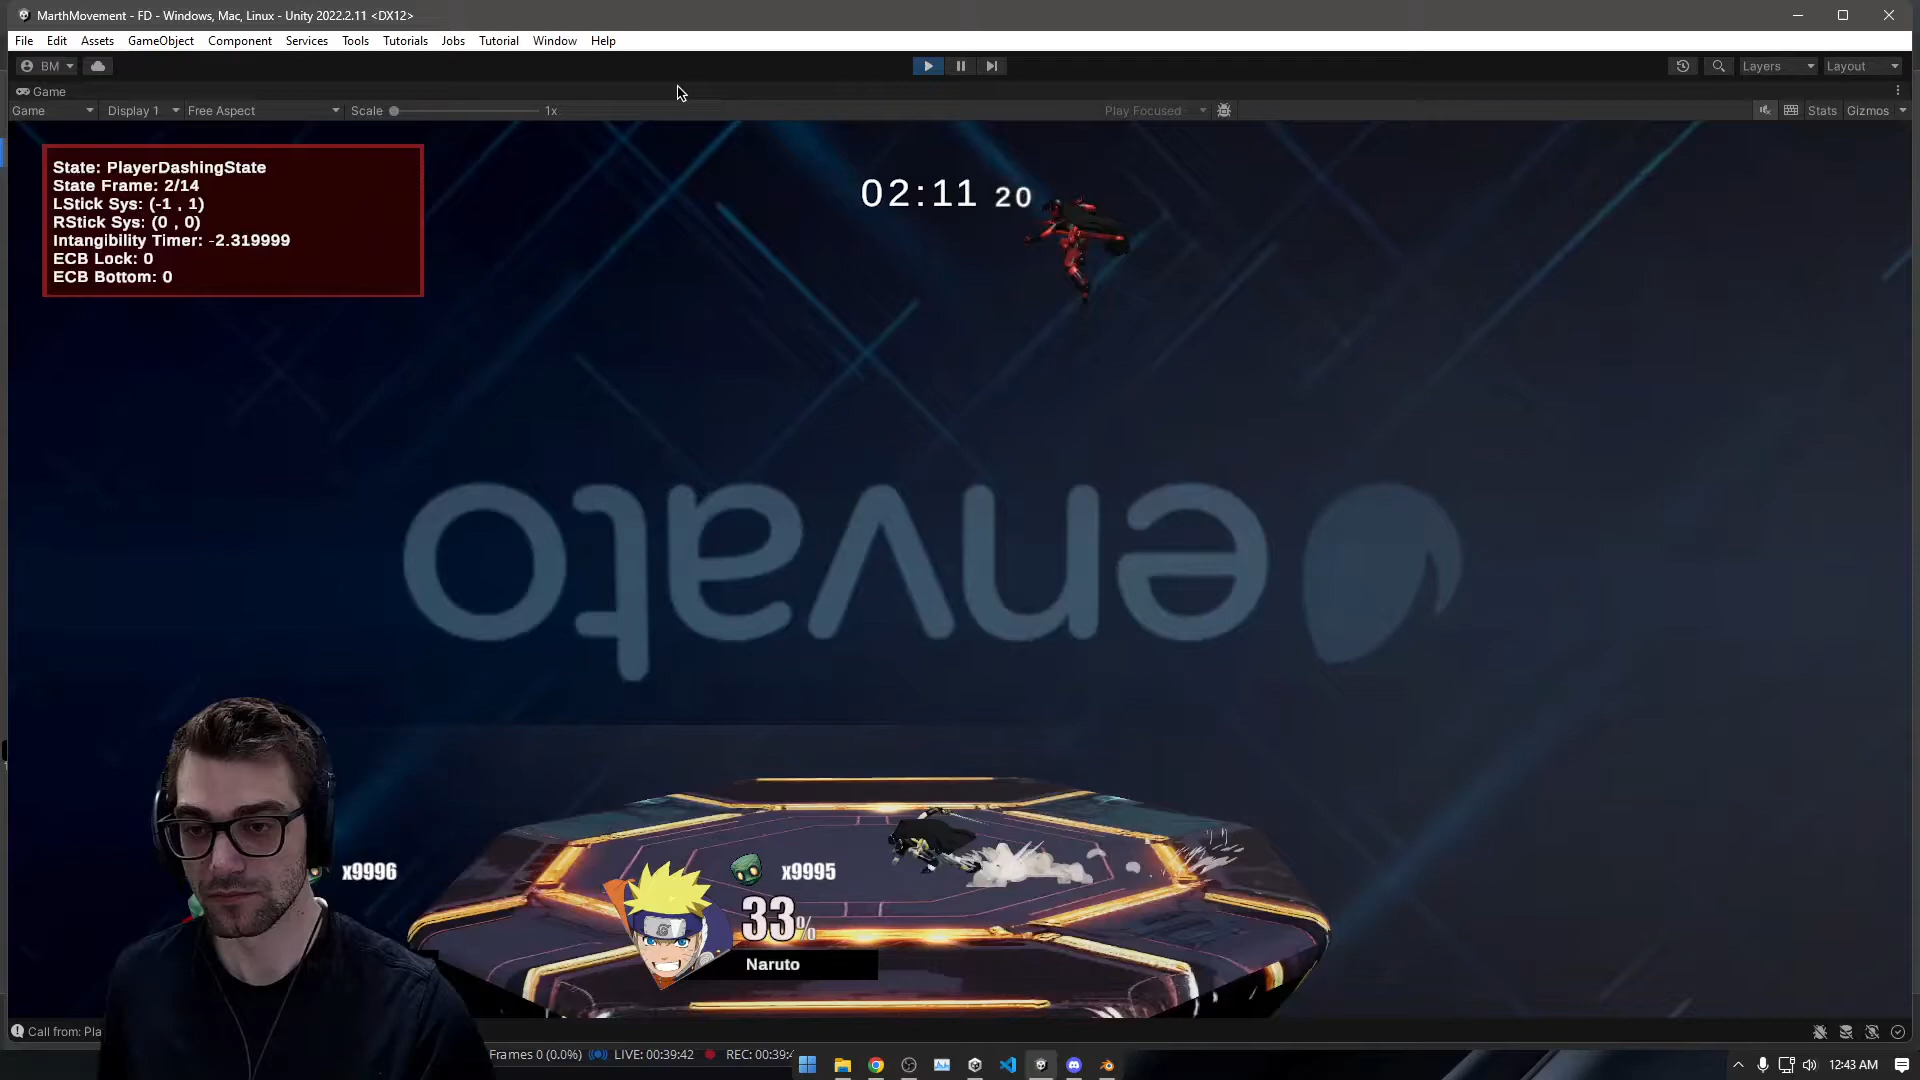 MarthMovement - FD - Windows, Mac, Linux - Unity 2022.2.11 <DX12>
File Edit Assets GameObject Component Services Tools Tutorials Jobs Tutorial Window Help
BM Layers Layout
Game
Game Display 1 Free Aspect Scale 1x Play Focused Stats Gizmos
State: PlayerDashingState
State Frame: 2/14
LStick Sys: (-1 , 1)
RStick Sys: (0 , 0)
Intangibility Timer: -2.319999
ECB Lock: 0
ECB Bottom: 0
02:11 20
envato
x9996
x9995
33%
Naruto
Call from: Pla
Frames 0 (0.0%) LIVE: 00:39:42 REC: 00:39:4
12:43 AM